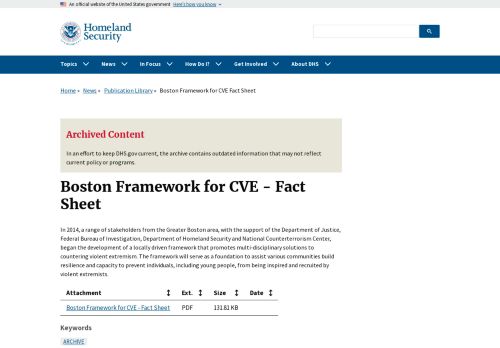 An official website of the United States government Here's how you know
Homeland
Security
Topics News In Focus How Do I? Get Involved About DHS
Home » News » Publication Library » Boston Framework for CVE Fact Sheet
Archived Content
In an effort to keep DHS.gov current, the archive contains outdated information that may not reflect
current policy or programs.
Boston Framework for CVE - Fact
Sheet
In 2014, a range of stakeholders from the Greater Boston area, with the support of the Department of Justice,
Federal Bureau of Investigation, Department of Homeland Security and National Counterterrorism Center,
began the development of a locally driven framework that promotes multi-disciplinary solutions to
countering violent extremism. The framework will serve as a foundation to assist various communities build
resilience and capacity to prevent individuals, including young people, from being inspired and recruited by
violent extremists.
Attachment Ext. Size Date
Boston Framework for CVE - Fact Sheet PDF 131.81 KB
Keywords
ARCHIVE